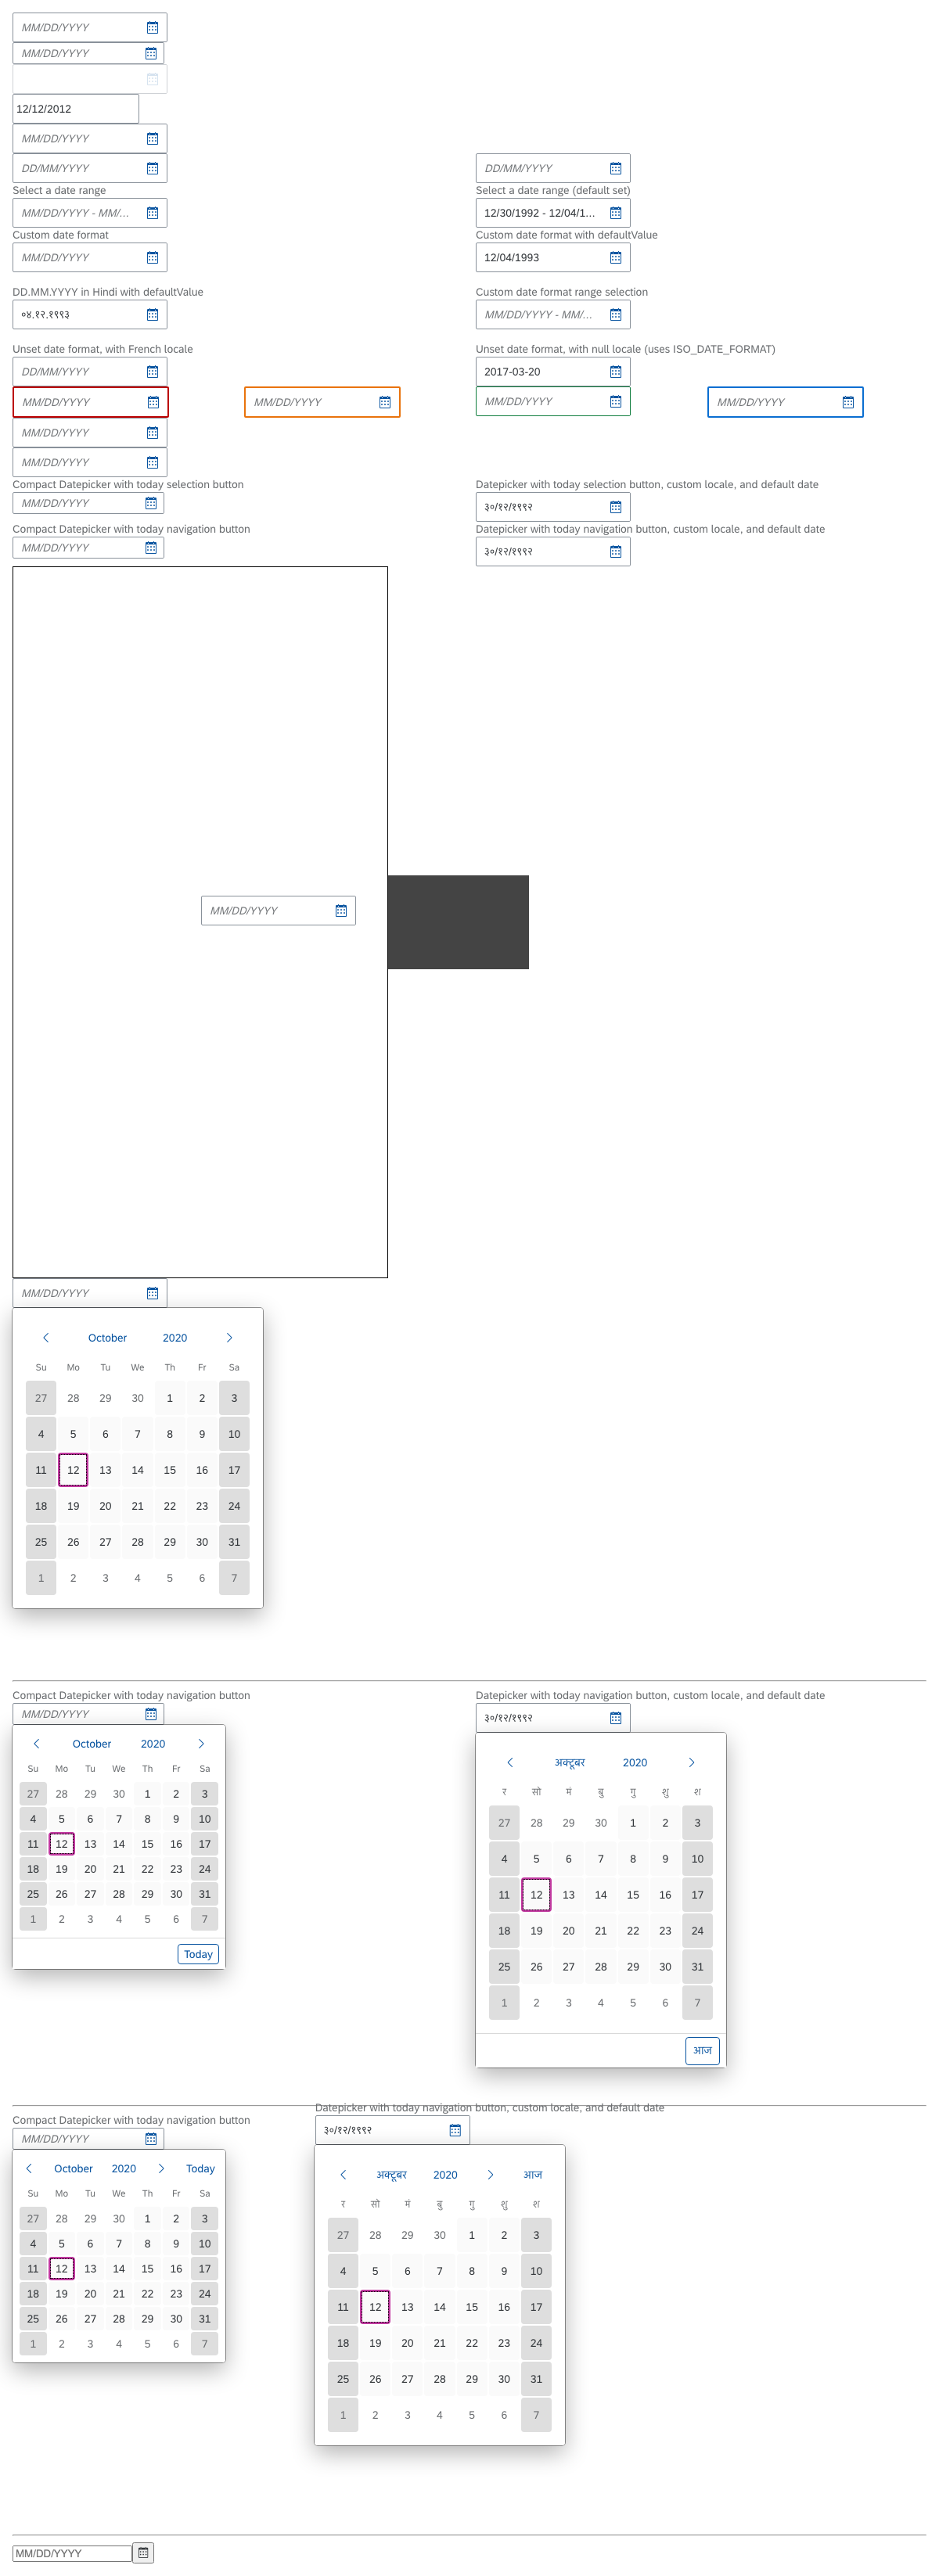 MM/DD/YYYY
MM/DD/YYYY
12/12/2012
MM/DD/YYYY
DD/MM/YYYY DD/MM/YYYY
Select a date range Select a date range (default set)
MM/DD/YYYY - MM/... 12/30/1992 - 12/04/1...
Custom date format Custom date format with defaultValue
MM/DD/YYYY 12/04/1993
DD.MM.YYYY in Hindi with defaultValue Custom date format range selection
०४.१२.१९९३ MM/DD/YYYY - MM/...
Unset date format, with French locale Unset date format, with null locale (uses ISO_DATE_FORMAT)
DD/MM/YYYY 2017-03-20
MM/DD/YYYY MM/DD/YYYY MM/DD/YYYY MM/DD/YYYY
MM/DD/YYYY
MM/DD/YYYY
Compact Datepicker with today selection button Datepicker with today selection button, custom locale, and default date
MM/DD/YYYY ३०/१२/१९९२
Compact Datepicker with today navigation button Datepicker with today navigation button, custom locale, and default date
MM/DD/YYYY ३०/१२/१९९२
MM/DD/YYYY
MM/DD/YYYY
October 2020
Su Mo Tu We Th Fr Sa
27 28 29 30 1 2 3
4 5 6 7 8 9 10
11 12 13 14 15 16 17
18 19 20 21 22 23 24
25 26 27 28 29 30 31
1 2 3 4 5 6 7
Compact Datepicker with today navigation button
MM/DD/YYYY
October 2020
Su Mo Tu We Th Fr Sa
27 28 29 30 1 2 3
4 5 6 7 8 9 10
11 12 13 14 15 16 17
18 19 20 21 22 23 24
25 26 27 28 29 30 31
1 2 3 4 5 6 7
Today
Datepicker with today navigation button, custom locale, and default date
३०/१२/१९९२
अक्टूबर 2020
र सो मं बु गु शु श
27 28 29 30 1 2 3
4 5 6 7 8 9 10
11 12 13 14 15 16 17
18 19 20 21 22 23 24
25 26 27 28 29 30 31
1 2 3 4 5 6 7
आज
Compact Datepicker with today navigation button
MM/DD/YYYY
October 2020 Today
Su Mo Tu We Th Fr Sa
27 28 29 30 1 2 3
4 5 6 7 8 9 10
11 12 13 14 15 16 17
18 19 20 21 22 23 24
25 26 27 28 29 30 31
1 2 3 4 5 6 7
Datepicker with today navigation button, custom locale, and default date
३०/१२/१९९२
अक्टूबर 2020 आज
र सो मं बु गु शु श
27 28 29 30 1 2 3
4 5 6 7 8 9 10
11 12 13 14 15 16 17
18 19 20 21 22 23 24
25 26 27 28 29 30 31
1 2 3 4 5 6 7
MM/DD/YYYY